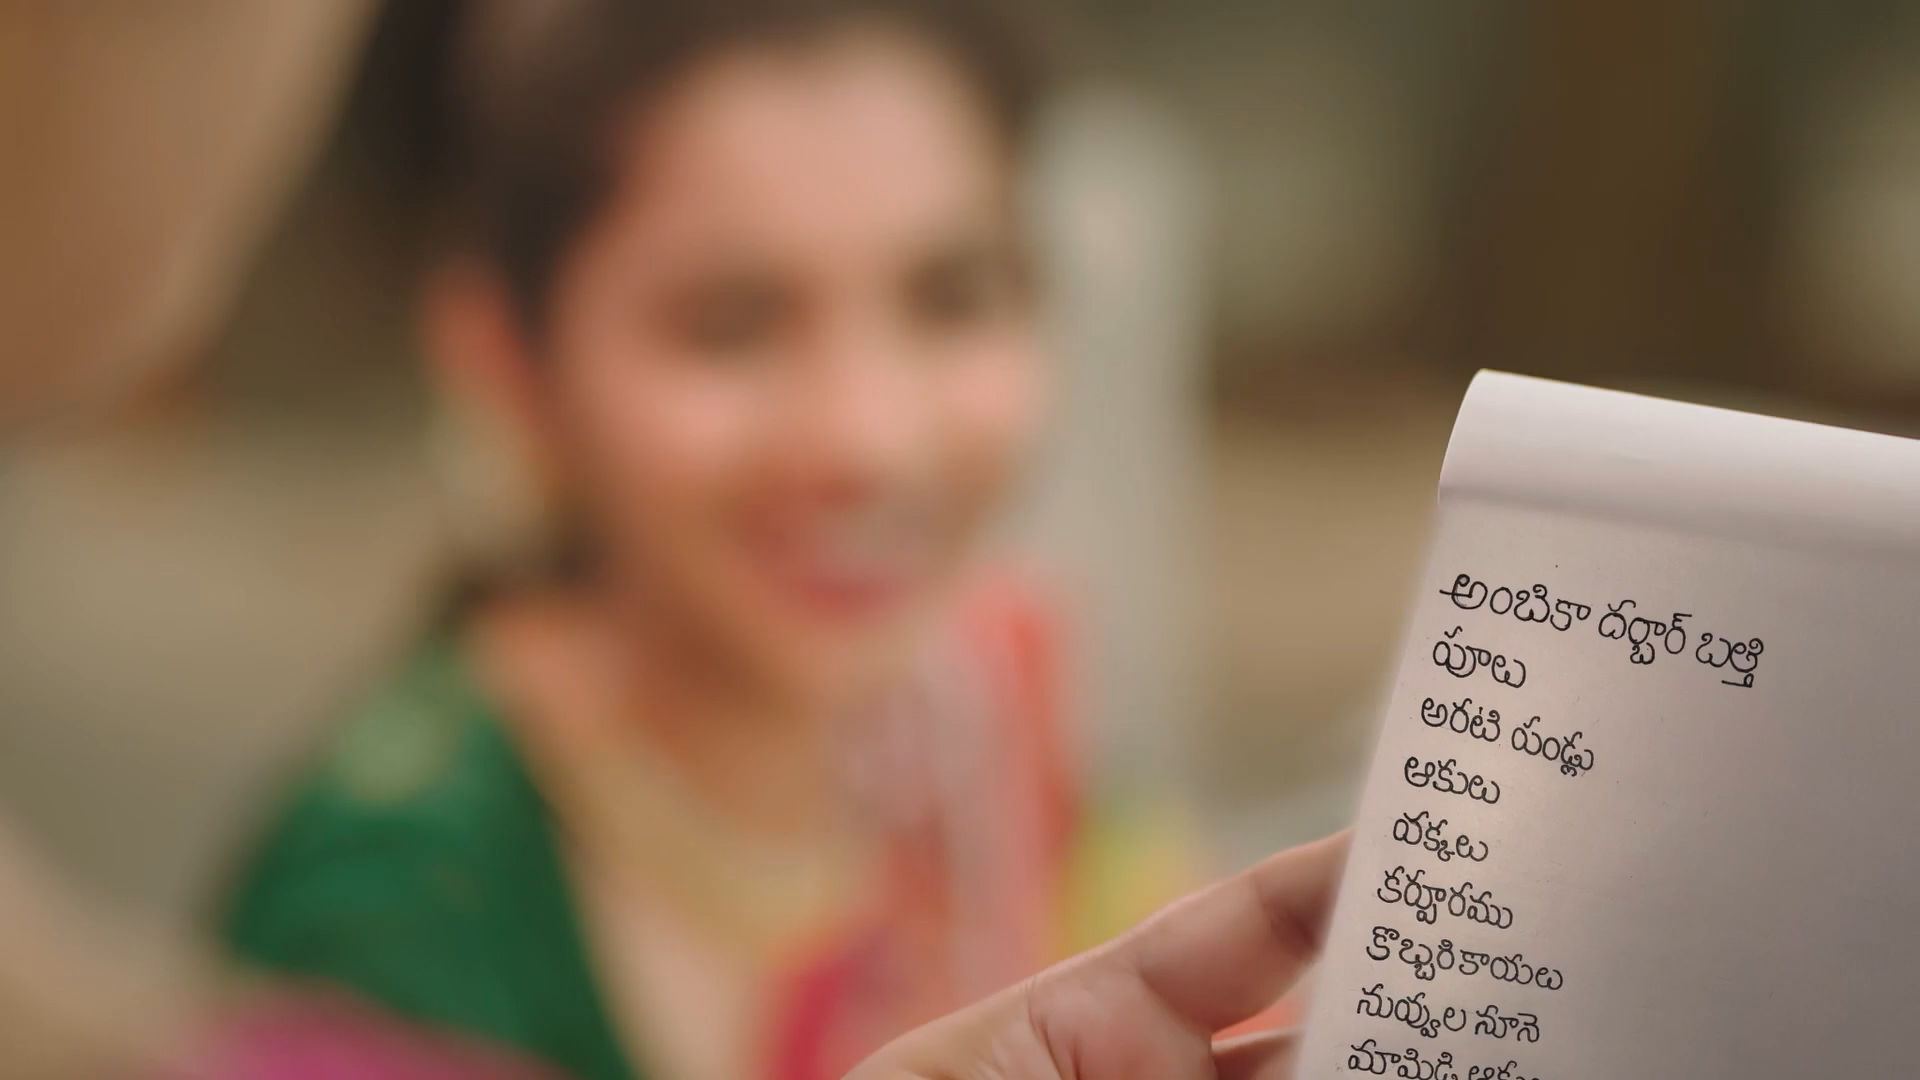 అంబికా దర్బార్ బత్తి
పూలు
అరటి పండ్లు
ఆకులు
వక్కలు
కర్పూరము
కొబ్బరికాయలు
నువ్వుల నూనె
మామిడి